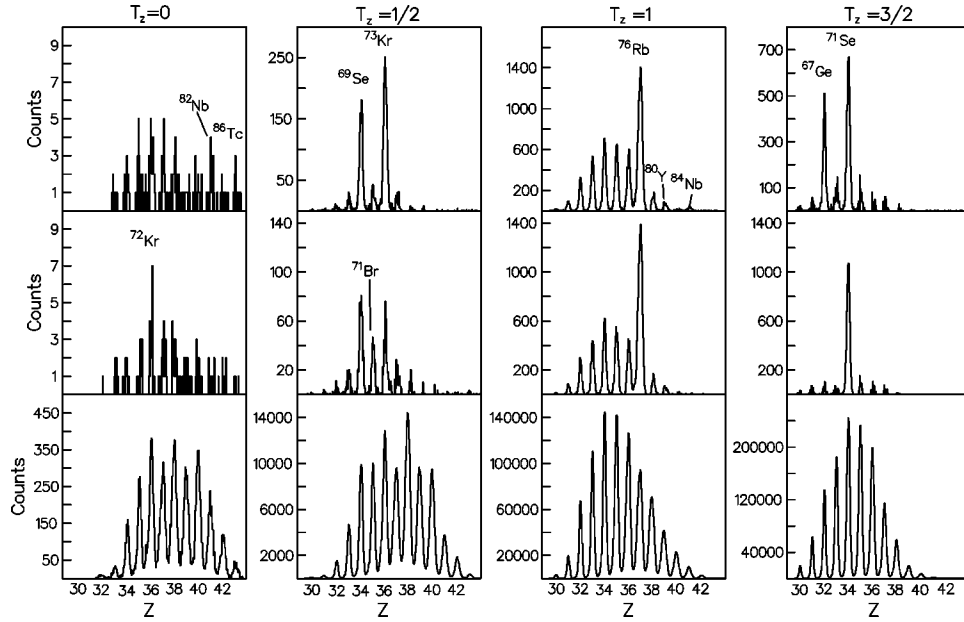 T_z=0
T_z=1/2
T_z=1
T_z=3/2
Counts
9
7
5
3
1
⁸²Nb
⁸⁶Tc
250
150
50
⁶⁹Se
⁷³Kr
1400
1000
600
200
⁷⁶Rb
⁸⁰Y
⁸⁴Nb
700
500
300
100
⁶⁷Ge
⁷¹Se
Counts
9
7
5
3
1
⁷²Kr
140
100
60
20
⁷¹Br
1400
1000
600
200
1400
1000
600
200
Counts
450
350
250
150
50
14000
10000
6000
2000
140000
100000
60000
20000
200000
120000
40000
30 32 34 36 38 40 42
30 32 34 36 38 40 42
30 32 34 36 38 40 42
30 32 34 36 38 40 42
Z
Z
Z
Z